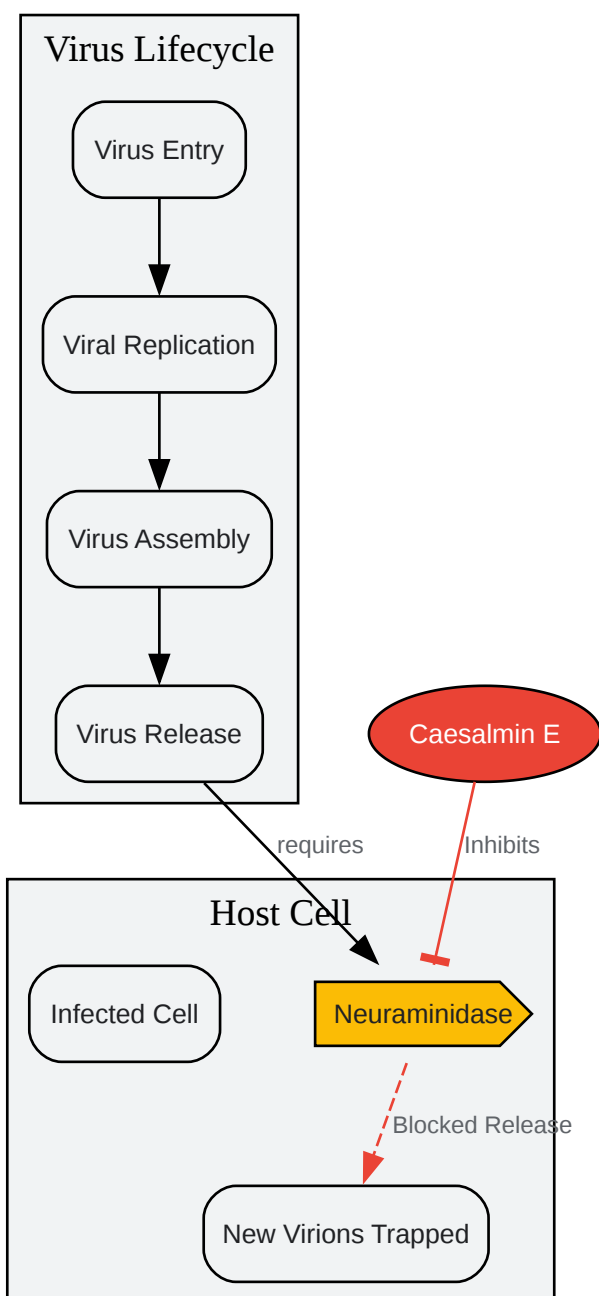 Virus Lifecycle
Virus Entry
Viral Replication
Virus Assembly
Virus Release
Caesalmin E
requires
Inhibits
Host Cell
Infected Cell
Neuraminidase
Blocked Release
New Virions Trapped